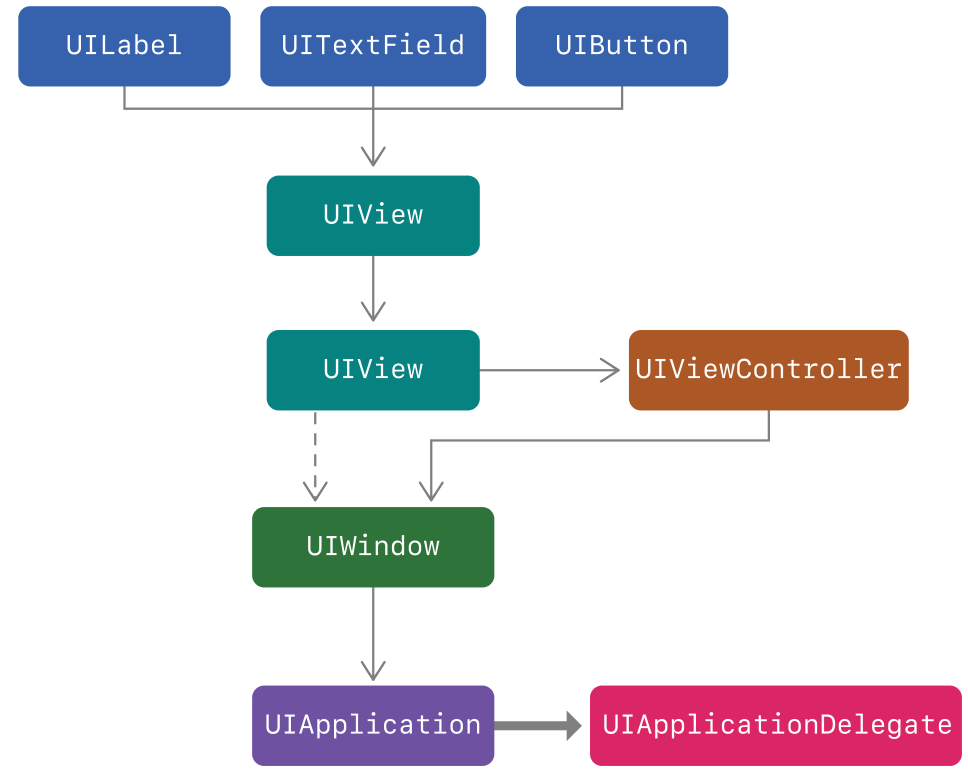 UILabel
UITextField
UIButton
UIView
UIView
UIViewController
UIWindow
UIApplication
UIApplicationDelegate